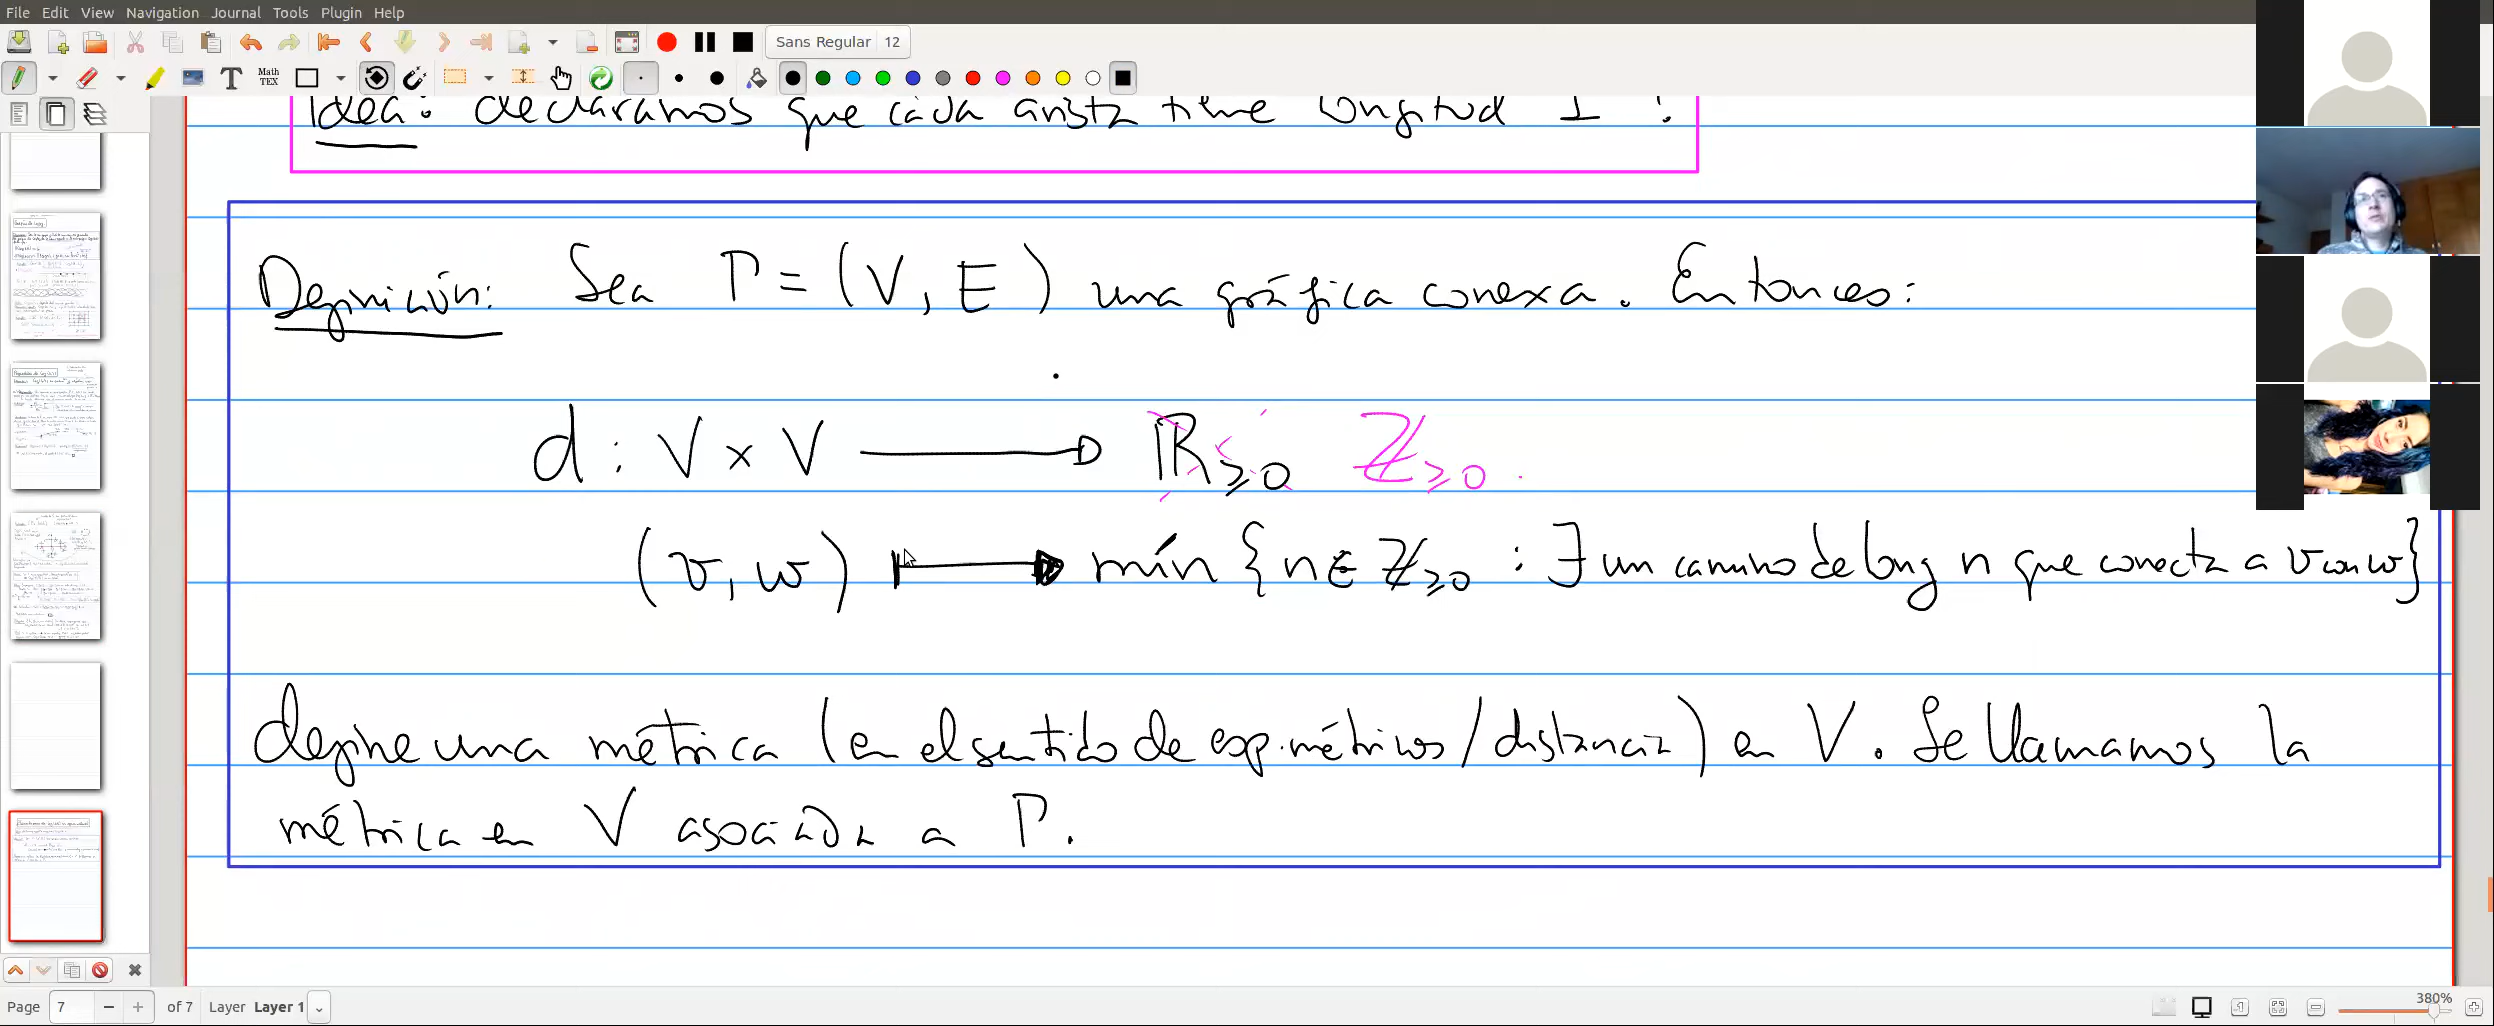 File Edit View Navigation Journal Tools Plugin Help
Sans Regular 12
Math
TEX
Idea: declaramos que cada arista tiene longitud 1 !
Definición: Sea Γ = (V, E) una gráfica conexa. Entonces:
d : V × V → ℝ≥0 ℤ≥0.
(v, w) ↦ mín { n ∈ ℤ≥0 : ∃ un camino de long n que conecta a v con w }
define una métrica (en el sentido de esp. métricos / distancia) en V. Le llamamos la
métrica en V asociada a Γ.
Page 7 of 7 Layer Layer 1
380%